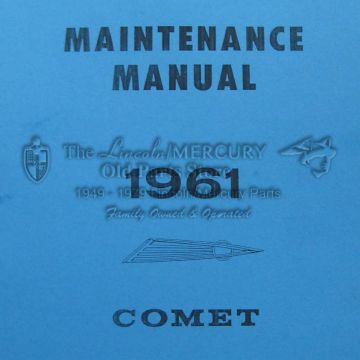 MAINTENANCE
MANUAL
The Lincoln/MERCURY
Old Parts Store
1961
Family Owned & Operated
COMET